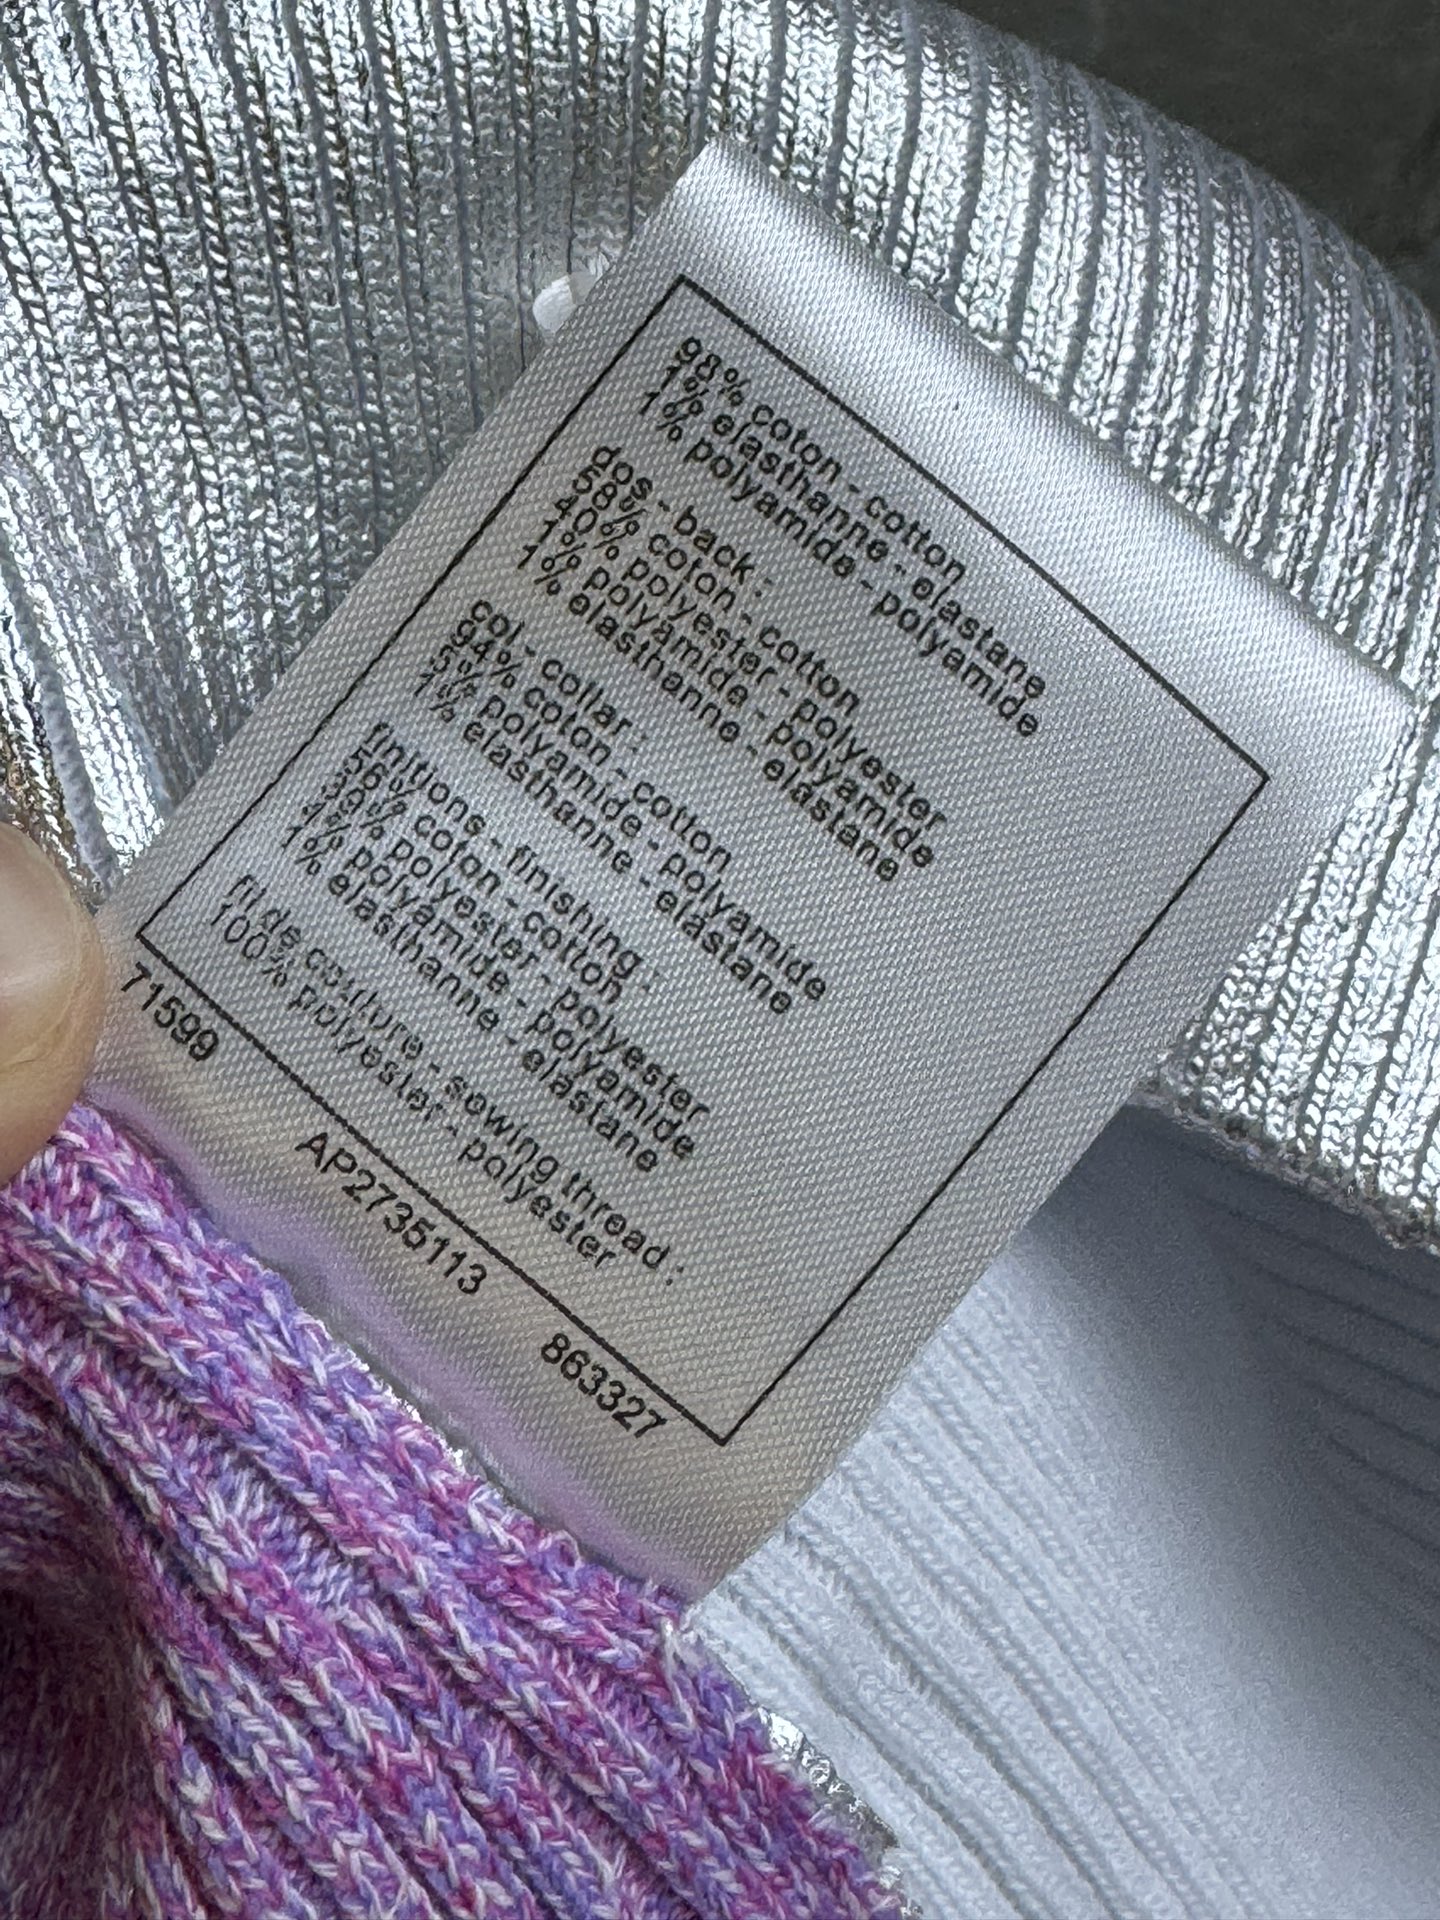 98% coton - cotton
1% elasthanne - elastane
1% polyamide - polyamide
dos - back :
58% coton - cotton
40% polyester - polyester
1% polyamide - polyamide
1% elasthanne - elastane
col - collar :
94% coton - cotton
5% polyamide - polyamide
1% elasthanne - elastane
finitions - finishing :
56% coton - cotton
39% polyester - polyester
4% polyamide - polyamide
1% elasthanne - elastane
fil de couture - sewing thread :
100% polyester - polyester
71599 AP2735113 863327